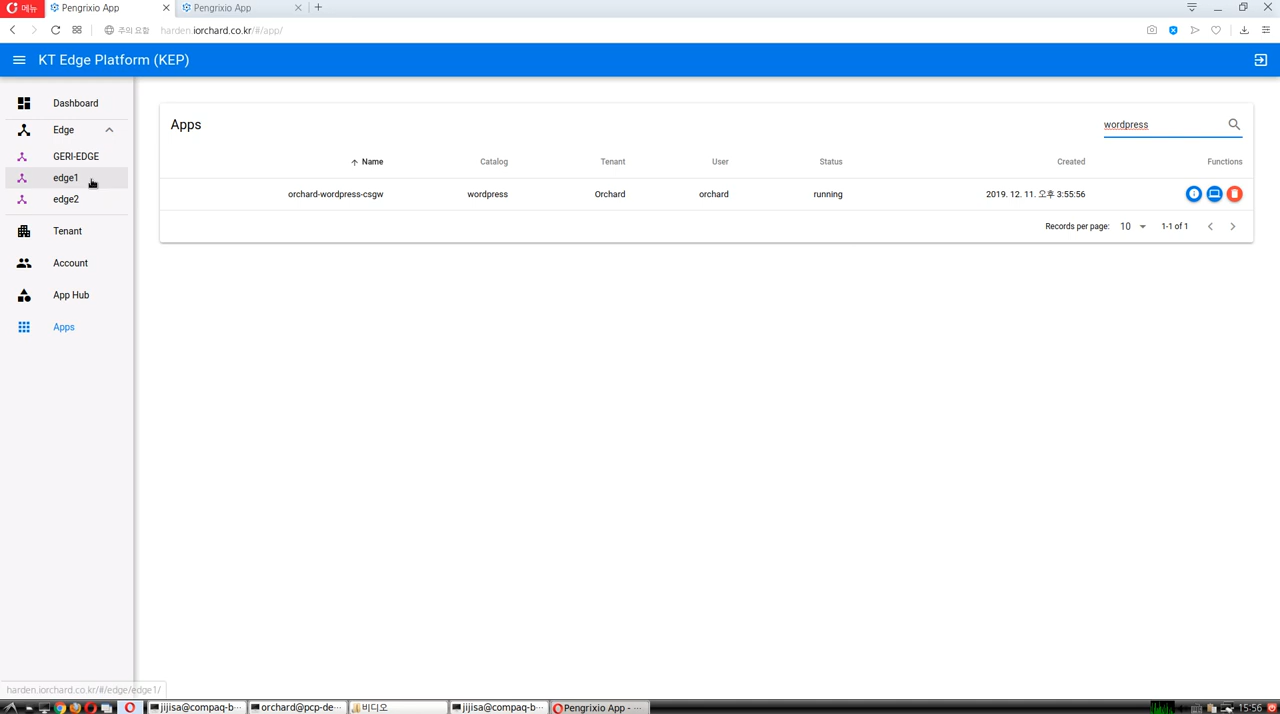 메뉴
Pengrixio App
Pengrixio App
주의 요함
harden.iorchard.co.kr/#/app/
KT Edge Platform (KEP)
Dashboard
Edge
GERI-EDGE
edge1
edge2
Tenant
Account
App Hub
Apps
Apps
wordpress
Name Catalog Tenant User Status Created Functions
orchard-wordpress-csgw wordpress Orchard orchard running 2019. 12. 11. 오후 3:55:56
Records per page: 10 1-1 of 1
harden.iorchard.co.kr/#/edge/edge1/
jijisa@compaq-b··· orchard@pcp-de··· 비디오 jijisa@compaq-b··· Pengrixio App - ··· 15:56